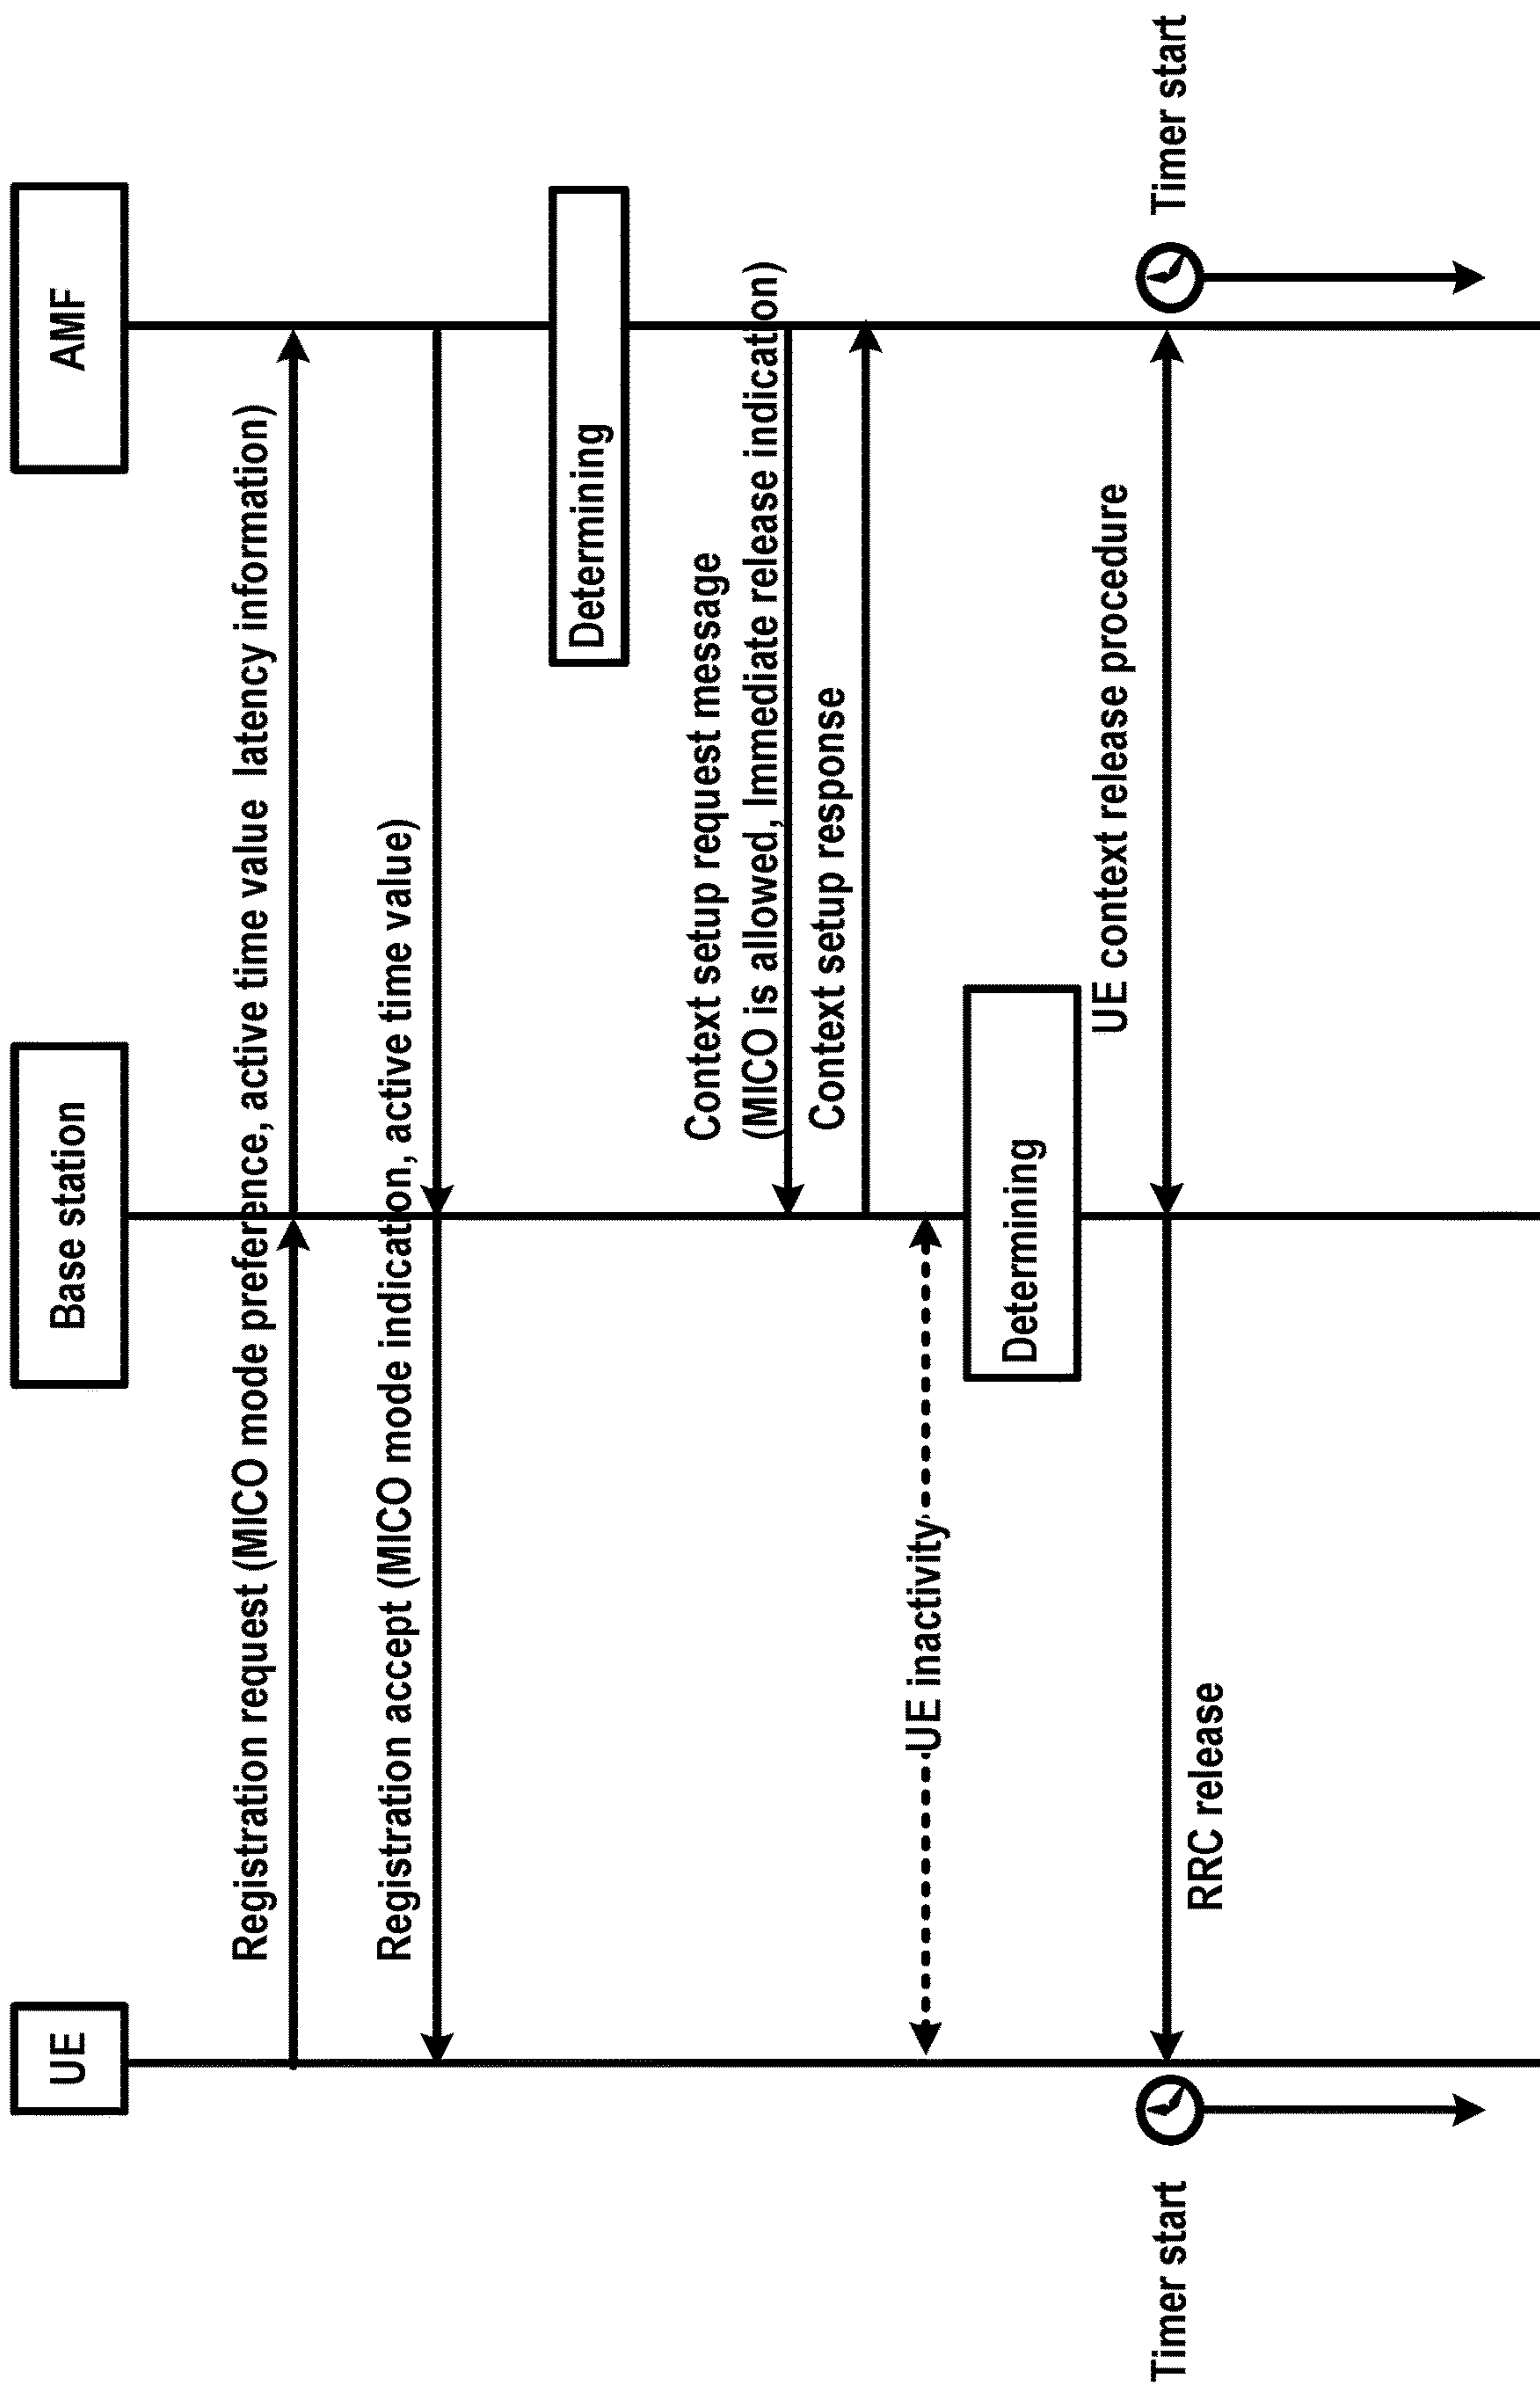 UE
Base station
AMF
Registration request (MICO mode preference, active time value latency information)
Registration accept (MICO mode indication, active time value)
Determining
Context setup request message
(MICO is allowed, Immediate release indication)
Context setup response
UE inactivity
Determining
UE context release procedure
RRC release
Timer start
Timer start